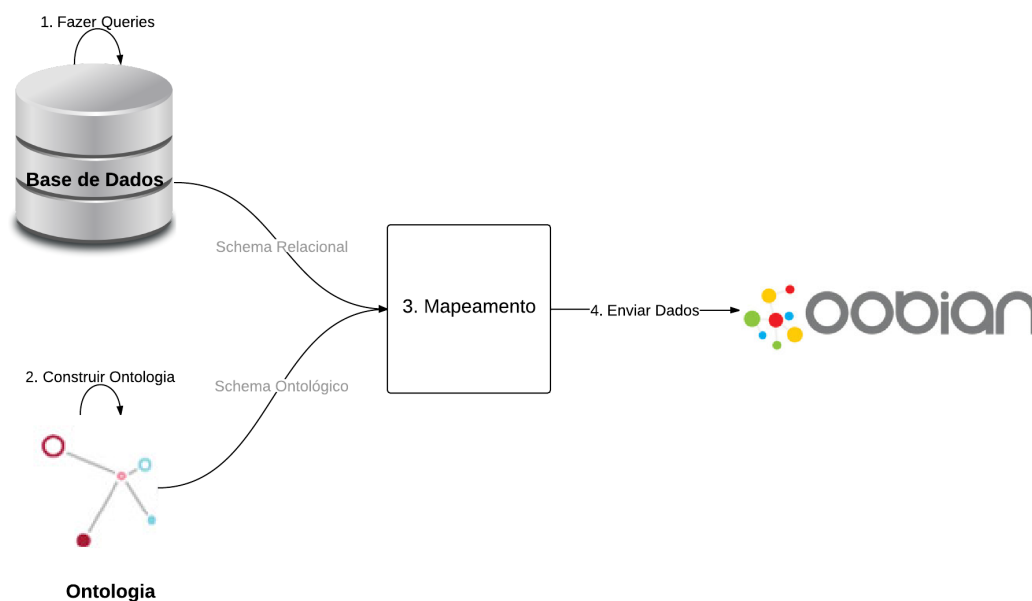 1. Fazer Queries
Base de Dados
Schema Relacional
3. Mapeamento
4. Enviar Dados
oobian
2. Construir Ontologia
Schema Ontológico
Ontologia